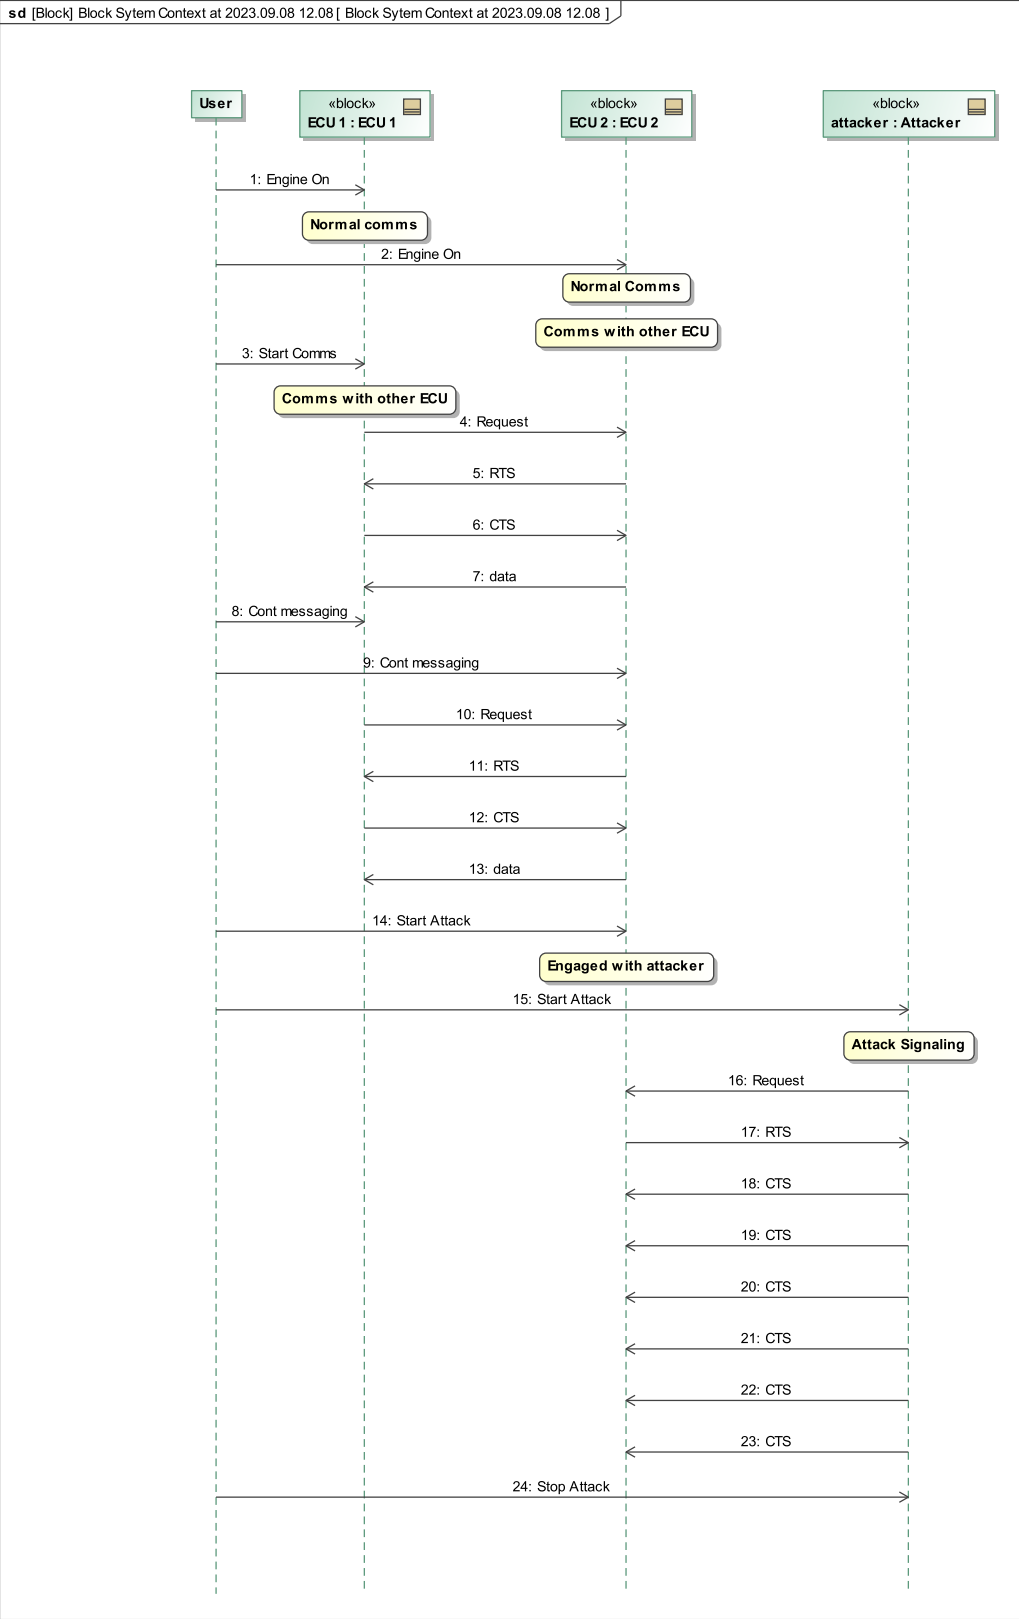 sd [Block] Block Sytem Context at 2023.09.08 12.08 [ Block Sytem Context at 2023.09.08 12.08 ]
User
«block»
ECU 1 : ECU 1
«block»
ECU 2 : ECU 2
«block»
attacker : Attacker
1: Engine On
Normal comms
2: Engine On
Normal Comms
Comms with other ECU
3: Start Comms
Comms with other ECU
4: Request
5: RTS
6: CTS
7: data
8: Cont messaging
9: Cont messaging
10: Request
11: RTS
12: CTS
13: data
14: Start Attack
Engaged with attacker
15: Start Attack
Attack Signaling
16: Request
17: RTS
18: CTS
19: CTS
20: CTS
21: CTS
22: CTS
23: CTS
24: Stop Attack